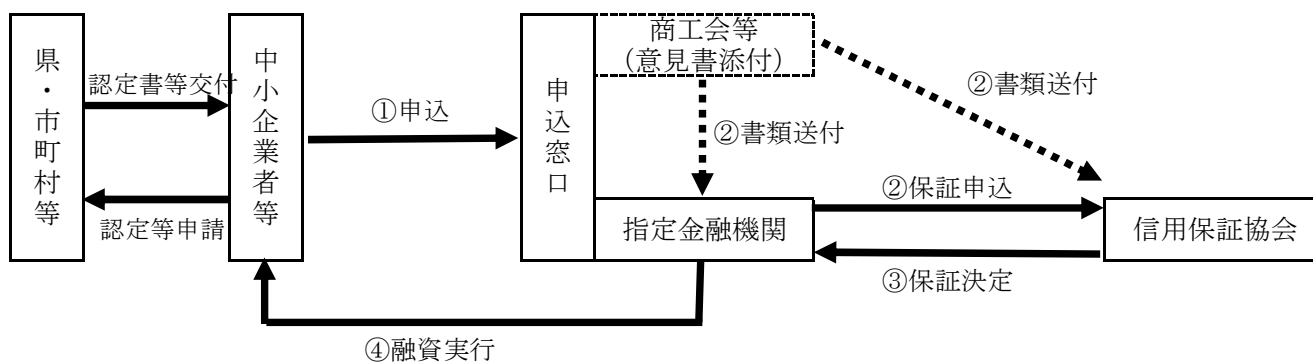 県・市町村等
認定書等交付
認定等申請
中小企業者等
①申込
申込窓口
商工会等
（意見書添付）
②書類送付
②書類送付
指定金融機関
②保証申込
③保証決定
信用保証協会
④融資実行